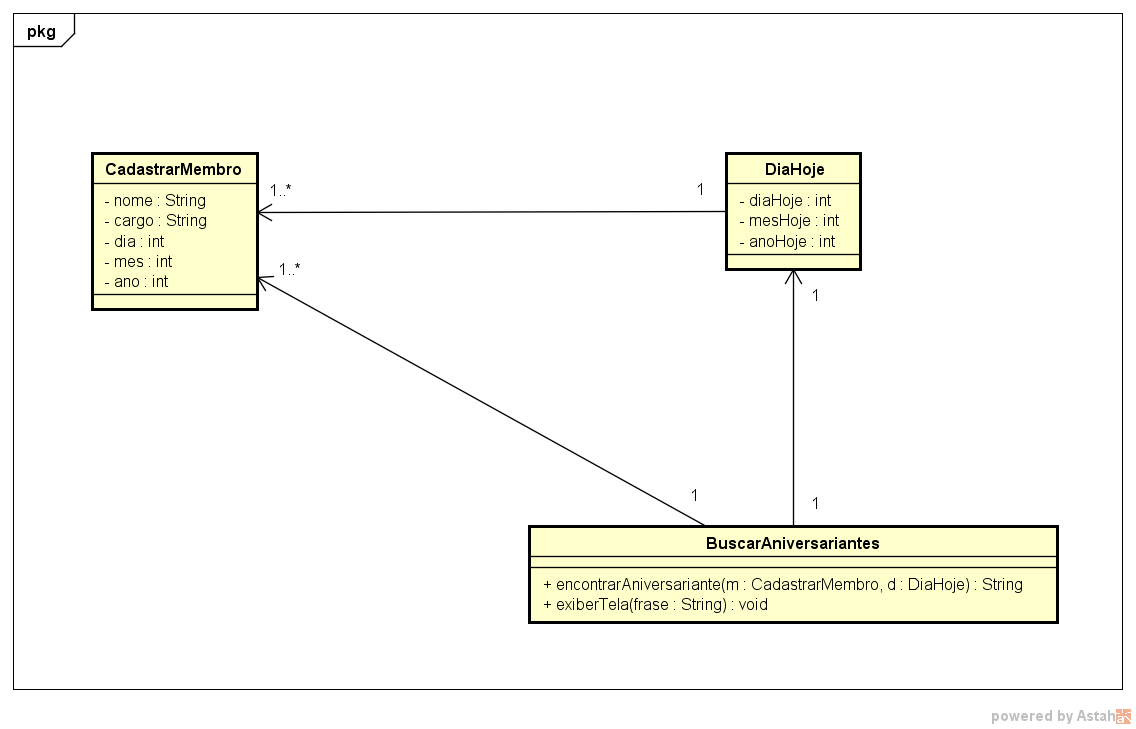 pkg
CadastrarMembro
- nome : String
- cargo : String
- dia : int
- mes : int
- ano : int
1..*
1
DiaHoje
- diaHoje : int
- mesHoje : int
- anoHoje : int
1..*
1
1
1
BuscarAniversariantes
+ encontrarAniversariante(m : CadastrarMembro, d : DiaHoje) : String
+ exiberTela(frase : String) : void
powered by Astah